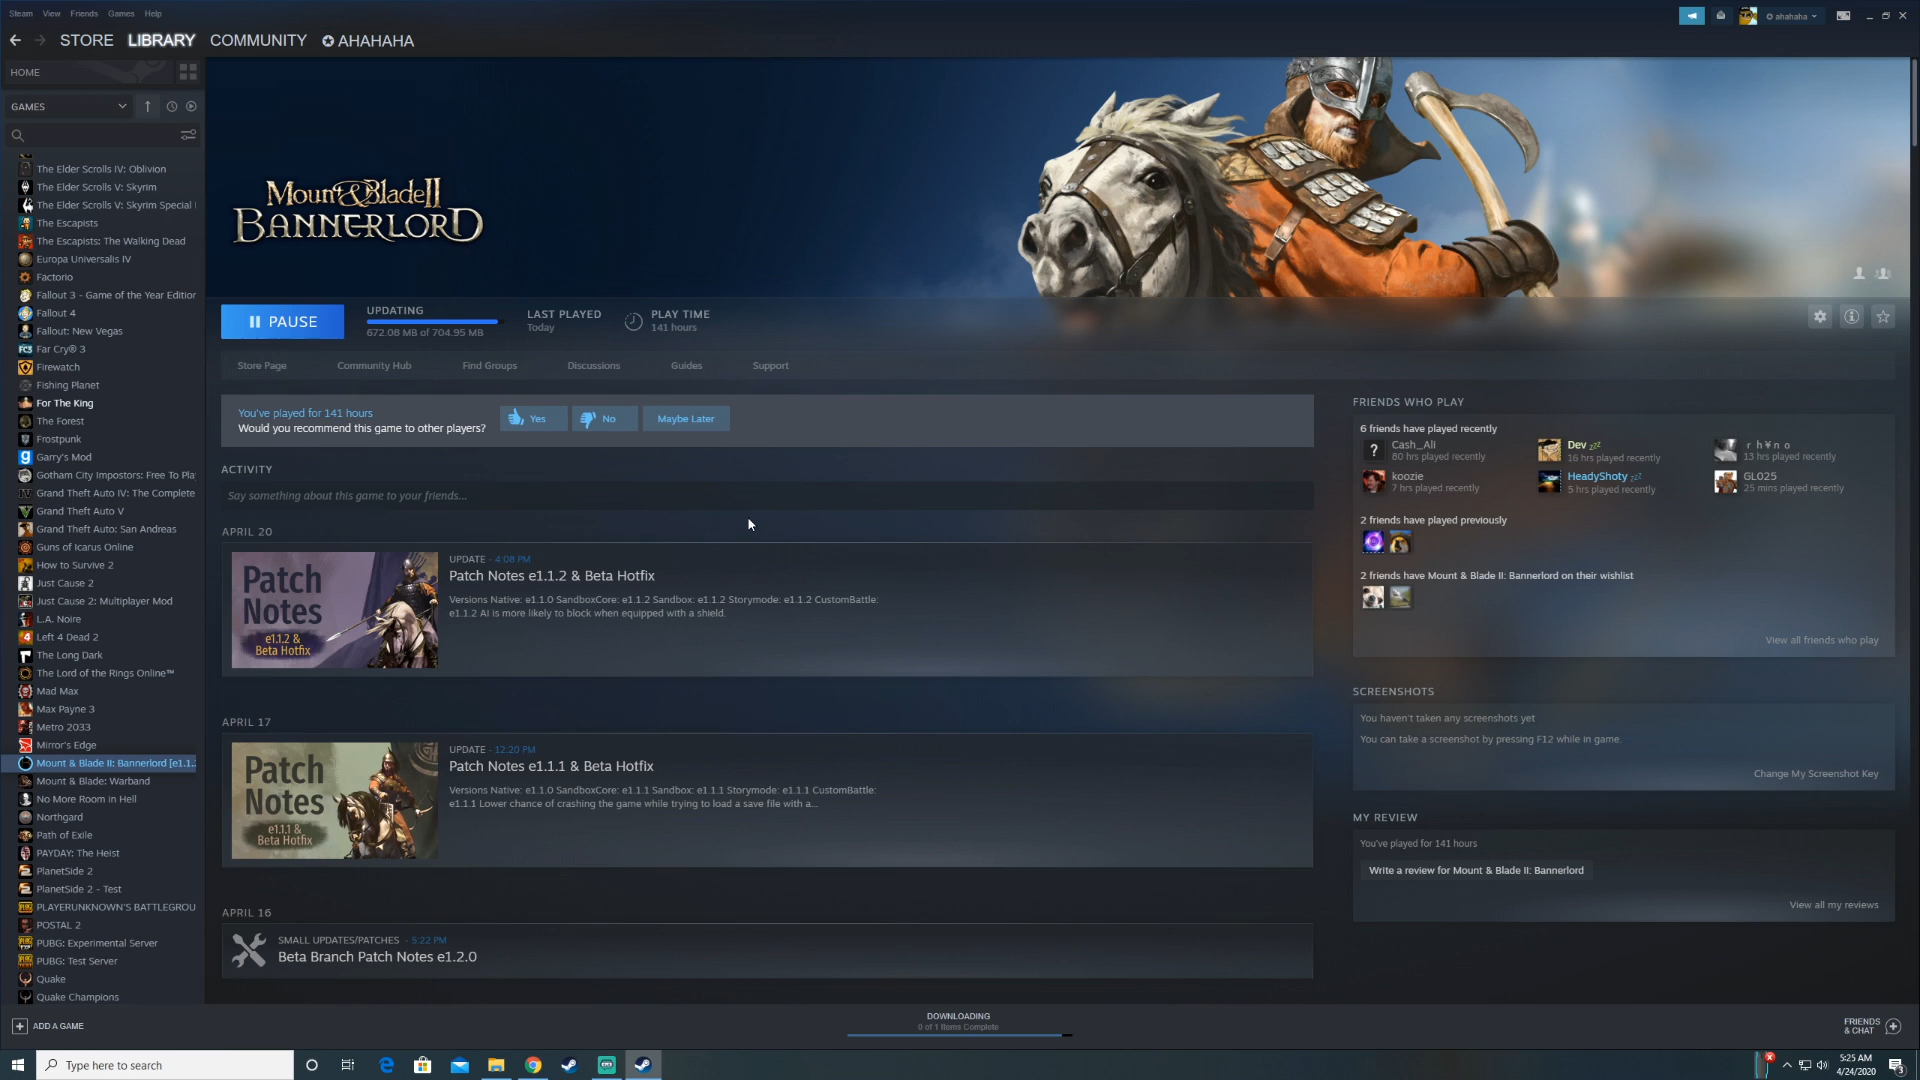 Steam View Friends Games Help
ahahaha
STORE LIBRARY COMMUNITY AHAHAHA
HOME
GAMES
The Elder Scrolls IV: Oblivion
The Elder Scrolls V: Skyrim
The Elder Scrolls V: Skyrim Special
The Escapists
The Escapists: The Walking Dead
Europa Universalis IV
Factorio
Fallout 3 - Game of the Year Edition
Fallout 4
Fallout: New Vegas
Far Cry® 3
Firewatch
Fishing Planet
For The King
The Forest
Frostpunk
Garry's Mod
Gotham City Impostors: Free To Pla
Grand Theft Auto IV: The Complete
Grand Theft Auto V
Grand Theft Auto: San Andreas
Guns of Icarus Online
How to Survive 2
Just Cause 2
Just Cause 2: Multiplayer Mod
L.A. Noire
Left 4 Dead 2
The Long Dark
The Lord of the Rings Online™
Mad Max
Max Payne 3
Metro 2033
Mirror's Edge
Mount & Blade II: Bannerlord [e1.1.
Mount & Blade: Warband
No More Room in Hell
Northgard
Path of Exile
PAYDAY: The Heist
PlanetSide 2
PlanetSide 2 - Test
PLAYERUNKNOWN'S BATTLEGROU
POSTAL 2
PUBG: Experimental Server
PUBG: Test Server
Quake
Quake Champions
ADD A GAME
Mount & Blade II
BANNERLORD
PAUSE
UPDATING
672.08 MB of 704.95 MB
LAST PLAYED
Today
PLAY TIME
141 hours
Store Page Community Hub Find Groups Discussions Guides Support
You've played for 141 hours
Would you recommend this game to other players?
Yes No Maybe Later
ACTIVITY
Say something about this game to your friends...
APRIL 20
Patch
Notes
e1.1.2 &
Beta Hotfix
UPDATE - 4:08 PM
Patch Notes e1.1.2 & Beta Hotfix
Versions Native: e1.1.0 SandboxCore: e1.1.2 Sandbox: e1.1.2 Storymode: e1.1.2 CustomBattle:
e1.1.2 AI is more likely to block when equipped with a shield.
APRIL 17
Patch
Notes
e1.1.1 &
Beta Hotfix
UPDATE - 12:20 PM
Patch Notes e1.1.1 & Beta Hotfix
Versions Native: e1.1.0 SandboxCore: e1.1.1 Sandbox: e1.1.1 Storymode: e1.1.1 CustomBattle:
e1.1.1 Lower chance of crashing the game while trying to load a save file with a...
APRIL 16
SMALL UPDATES/PATCHES - 5:22 PM
Beta Branch Patch Notes e1.2.0
FRIENDS WHO PLAY
6 friends have played recently
Cash_Ali
80 hrs played recently
Dev zZ
16 hrs played recently
r h ¥ n o
13 hrs played recently
koozie
7 hrs played recently
HeadyShoty zZ
5 hrs played recently
GLO25
25 mins played recently
2 friends have played previously
2 friends have Mount & Blade II: Bannerlord on their wishlist
View all friends who play
SCREENSHOTS
You haven't taken any screenshots yet
You can take a screenshot by pressing F12 while in game.
Change My Screenshot Key
MY REVIEW
You've played for 141 hours
Write a review for Mount & Blade II: Bannerlord
View all my reviews
DOWNLOADING
0 of 1 Items Complete
FRIENDS
& CHAT
Type here to search
5:25 AM
4/24/2020
3